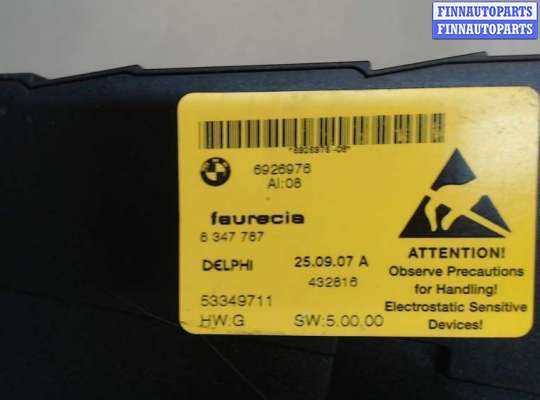 FINNAUTOPARTS
FINNAUTOPARTS
*6926976-08*
6926976
AI:08
faurecia
8 347 767
DELPHI
25.09.07 A
432816
53349711
HW:G
SW:5.00.00
ATTENTION!
Observe Precautions
for Handling!
Electrostatic Sensitive
Devices!